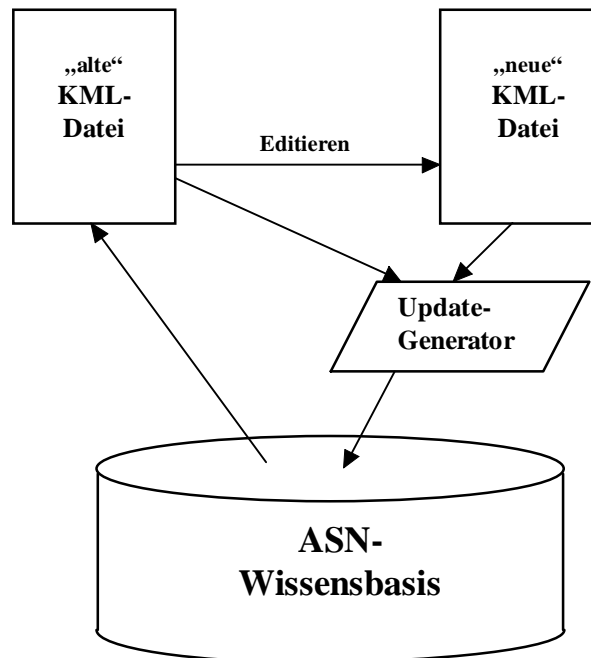 „alte“
KML-
Datei
„neue“
KML-
Datei
Editieren
Update-
Generator
ASN-
Wissensbasis